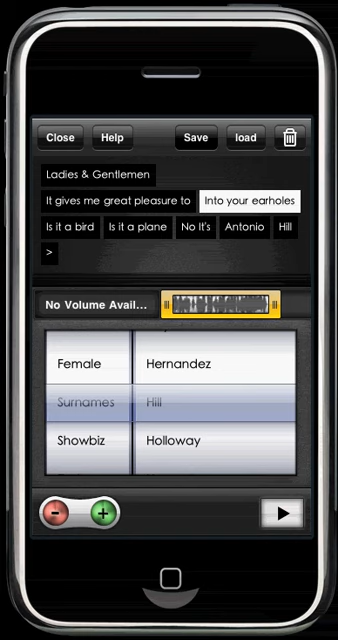 Close Help Save load
Ladies & Gentlemen
It gives me great pleasure to Into your earholes
Is it a bird Is it a plane No It's Antonio Hill
>
No Volume Avail...
Female Hernandez
Surnames Hill
Showbiz Holloway
- +